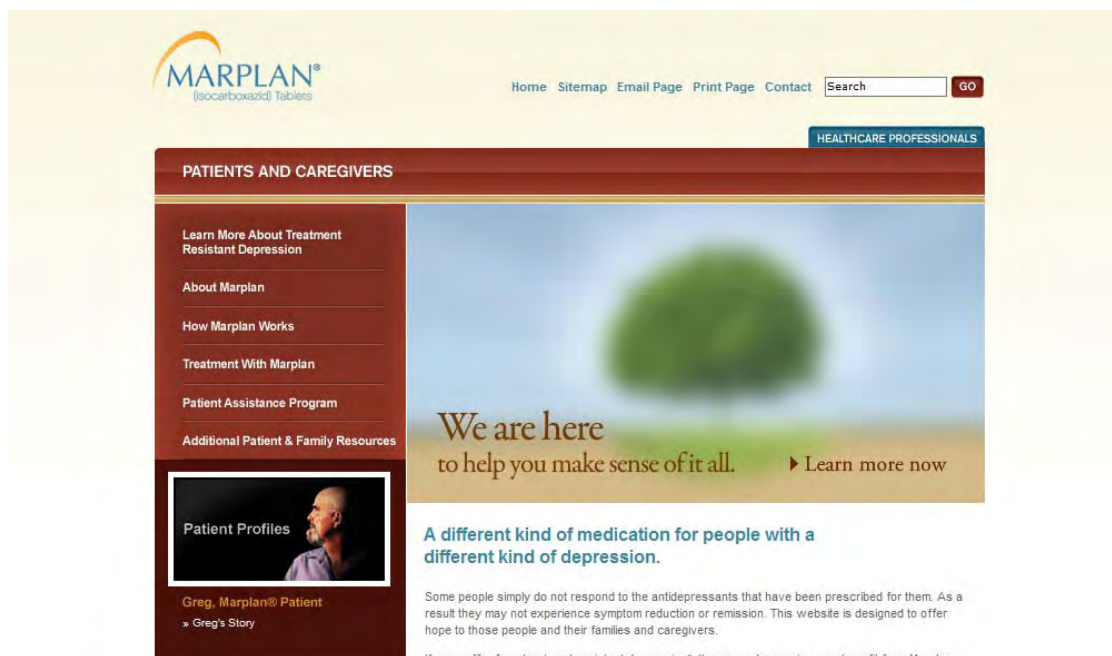 MARPLAN®
(isocarboxazid) Tablets
Home Sitemap Email Page Print Page Contact Search GO
HEALTHCARE PROFESSIONALS
PATIENTS AND CAREGIVERS
Learn More About Treatment
Resistant Depression
About Marplan
How Marplan Works
Treatment With Marplan
Patient Assistance Program
Additional Patient & Family Resources
Patient Profiles
Greg, Marplan® Patient
» Greg's Story
We are here
to help you make sense of it all.
Learn more now
A different kind of medication for people with a
different kind of depression.
Some people simply do not respond to the antidepressants that have been prescribed for them. As a
result they may not experience symptom reduction or remission. This website is designed to offer
hope to those people and their families and caregivers.